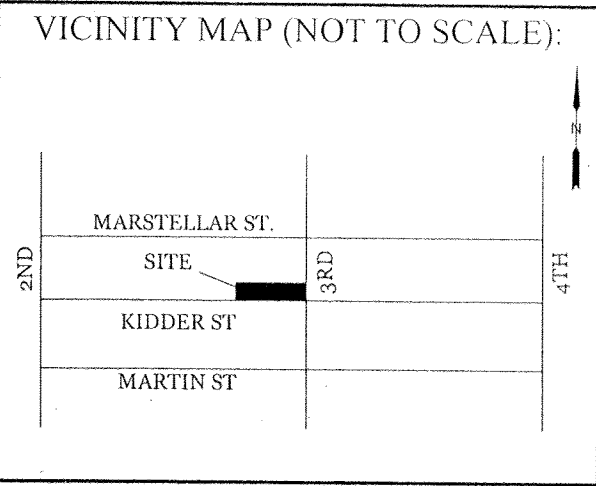 VICINITY MAP (NOT TO SCALE):
N
MARSTELLAR ST.
SITE
2ND
3RD
4TH
KIDDER ST
MARTIN ST